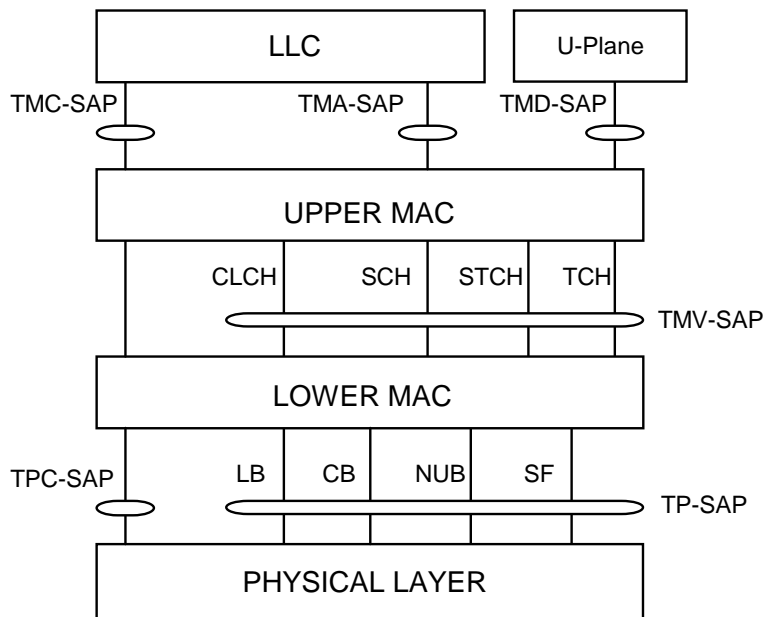 LLC
U-Plane
TMC-SAP
TMA-SAP
TMD-SAP
UPPER MAC
CLCH
SCH
STCH
TCH
TMV-SAP
LOWER MAC
TPC-SAP
LB
CB
NUB
SF
TP-SAP
PHYSICAL LAYER